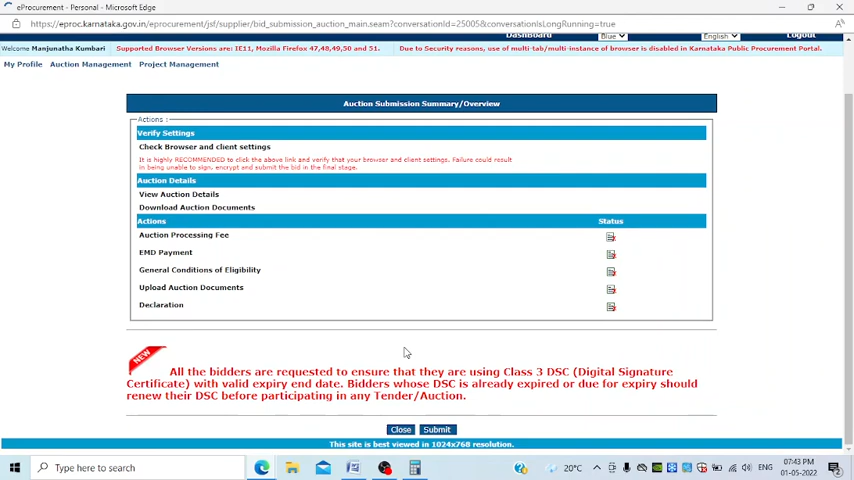 eProcurement - Personal - Microsoft Edge
https://eproc.karnataka.gov.in/eprocurement/jsf/supplier/bid_submission_auction_main.seam?conversationId=25005&conversationIsLongRunning=true
Dashboard Blue English Logout
Welcome Manjunatha Kumbari Supported Browser Versions are: IE11, Mozilla Firefox 47,48,49,50 and 51. Due to Security reasons, use of multi-tab/multi-instance of browser is disabled in Karnataka Public Procurement Portal.
My Profile Auction Management Project Management
Auction Submission Summary/Overview
Actions :
Verify Settings
Check Browser and client settings
It is highly RECOMMENDED to click the above link and verify that your browser and client settings. Failure could result
in being unable to sign, encrypt and submit the bid in the final stage.
Auction Details
View Auction Details
Download Auction Documents
Actions Status
Auction Processing Fee
EMD Payment
General Conditions of Eligibility
Upload Auction Documents
Declaration
NEW
All the bidders are requested to ensure that they are using Class 3 DSC (Digital Signature
Certificate) with valid expiry end date. Bidders whose DSC is already expired or due for expiry should
renew their DSC before participating in any Tender/Auction.
Close Submit
This site is best viewed in 1024x768 resolution.
Type here to search 20°C ENG 07:43 PM
01-05-2022 2